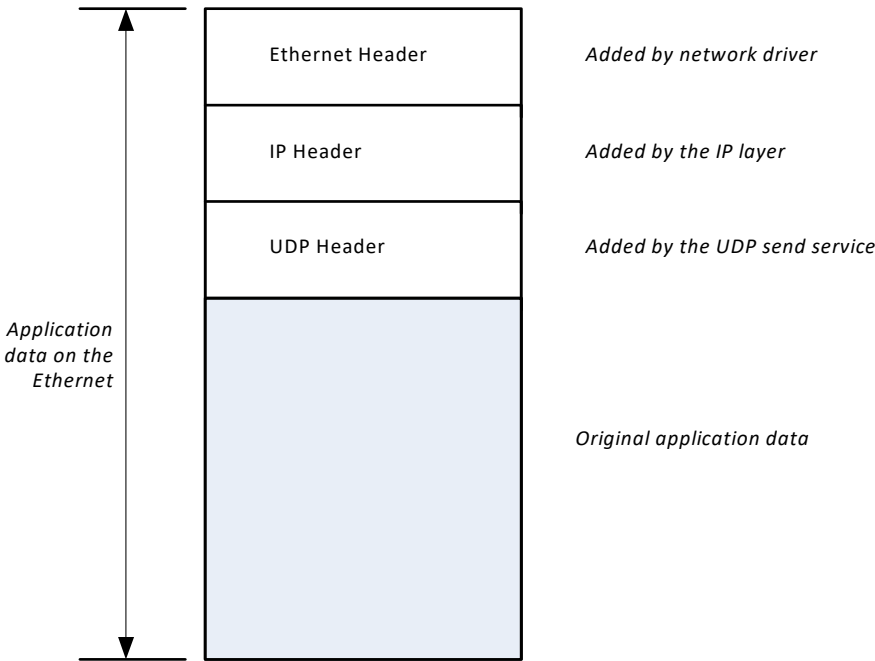 Ethernet Header
Added by network driver
IP Header
Added by the IP layer
UDP Header
Added by the UDP send service
Application
data on the
Ethernet
Original application data